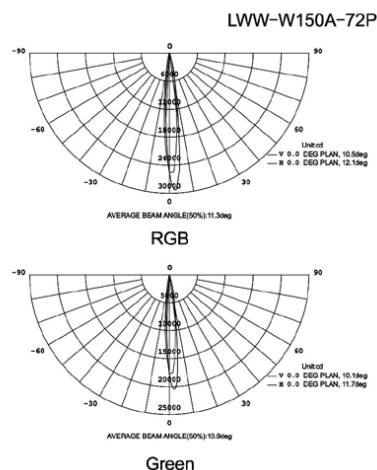 LWW-W150A-72P
0
-90 90
6000
12000
18000
-60 60
24000
Unit:cd
V 0.0 DEG PLAN, 10.5deg
H 0.0 DEG PLAN, 12.1deg
-30 30
30000
0
AVERAGE BEAM ANGLE(50%):11.3deg
RGB
0
-90 90
5000
10000
15000
-60 60
20000
Unit:cd
V 0.0 DEG PLAN, 10.1deg
H 0.0 DEG PLAN, 11.7deg
-30 30
25000
0
AVERAGE BEAM ANGLE(50%):10.9deg
Green